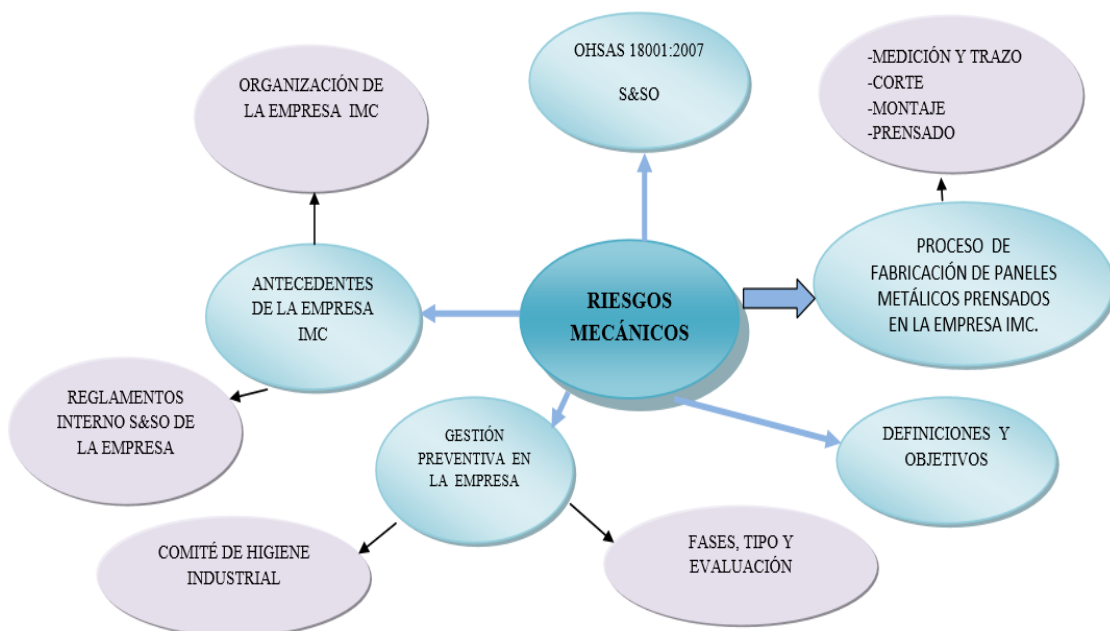 OHSAS 18001:2007
S&SO
ORGANIZACIÓN DE
LA EMPRESA IMC
-MEDICIÓN Y TRAZO
-CORTE
-MONTAJE
-PRENSADO
ANTECEDENTES
DE LA EMPRESA
IMC
RIESGOS
MECÁNICOS
PROCESO DE
FABRICACIÓN DE PANELES
METÁLICOS PRENSADOS
EN LA EMPRESA IMC.
REGLAMENTOS
INTERNO S&SO DE
LA EMPRESA
GESTIÓN
PREVENTIVA EN
LA EMPRESA
DEFINICIONES Y
OBJETIVOS
COMITÉ DE HIGIENE
INDUSTRIAL
FASES, TIPO Y
EVALUACIÓN